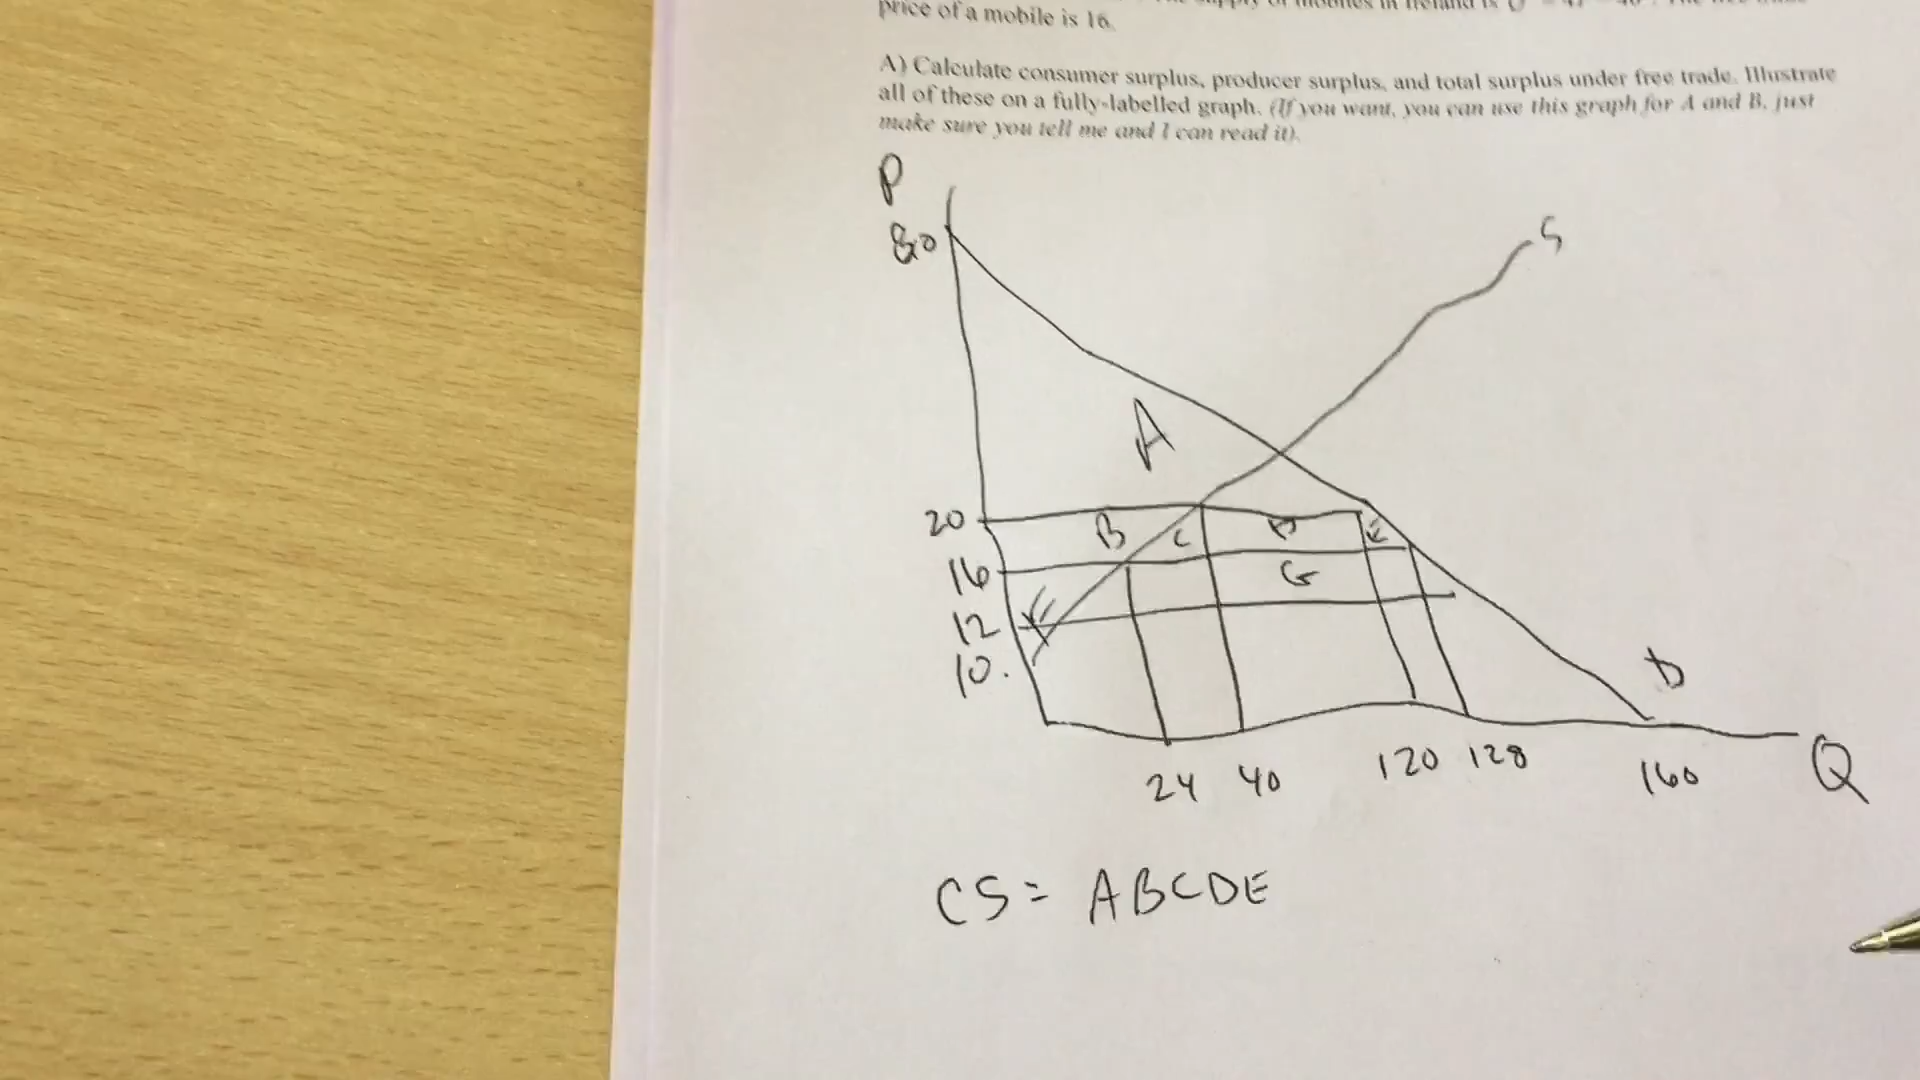 price of a mobile is 16.
A) Calculate consumer surplus, producer surplus, and total surplus under free trade. Illustrate
all of these on a fully-labelled graph. (If you want, you can use this graph for A and B, just
make sure you tell me and I can read it).
P
80
S
A
20
B
C
D
E
16
G
12
F
10.
D
24 40 120 128 160
Q
CS = ABCDE